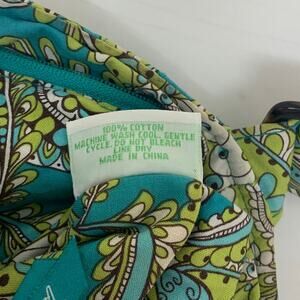 100% COTTON
MACHINE WASH COOL, GENTLE
CYCLE, DO NOT BLEACH
LINE DRY
MADE IN CHINA